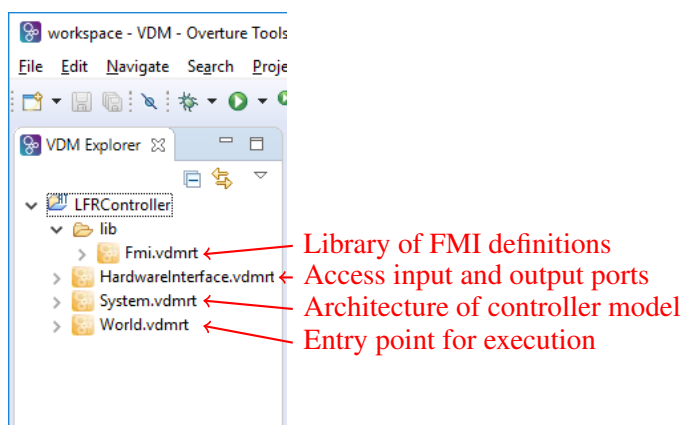 workspace - VDM - Overture Tools
File Edit Navigate Search Proje
VDM Explorer
LFRController
lib
Fmi.vdmrt Library of FMI definitions
HardwareInterface.vdmrt Access input and output ports
System.vdmrt Architecture of controller model
World.vdmrt Entry point for execution